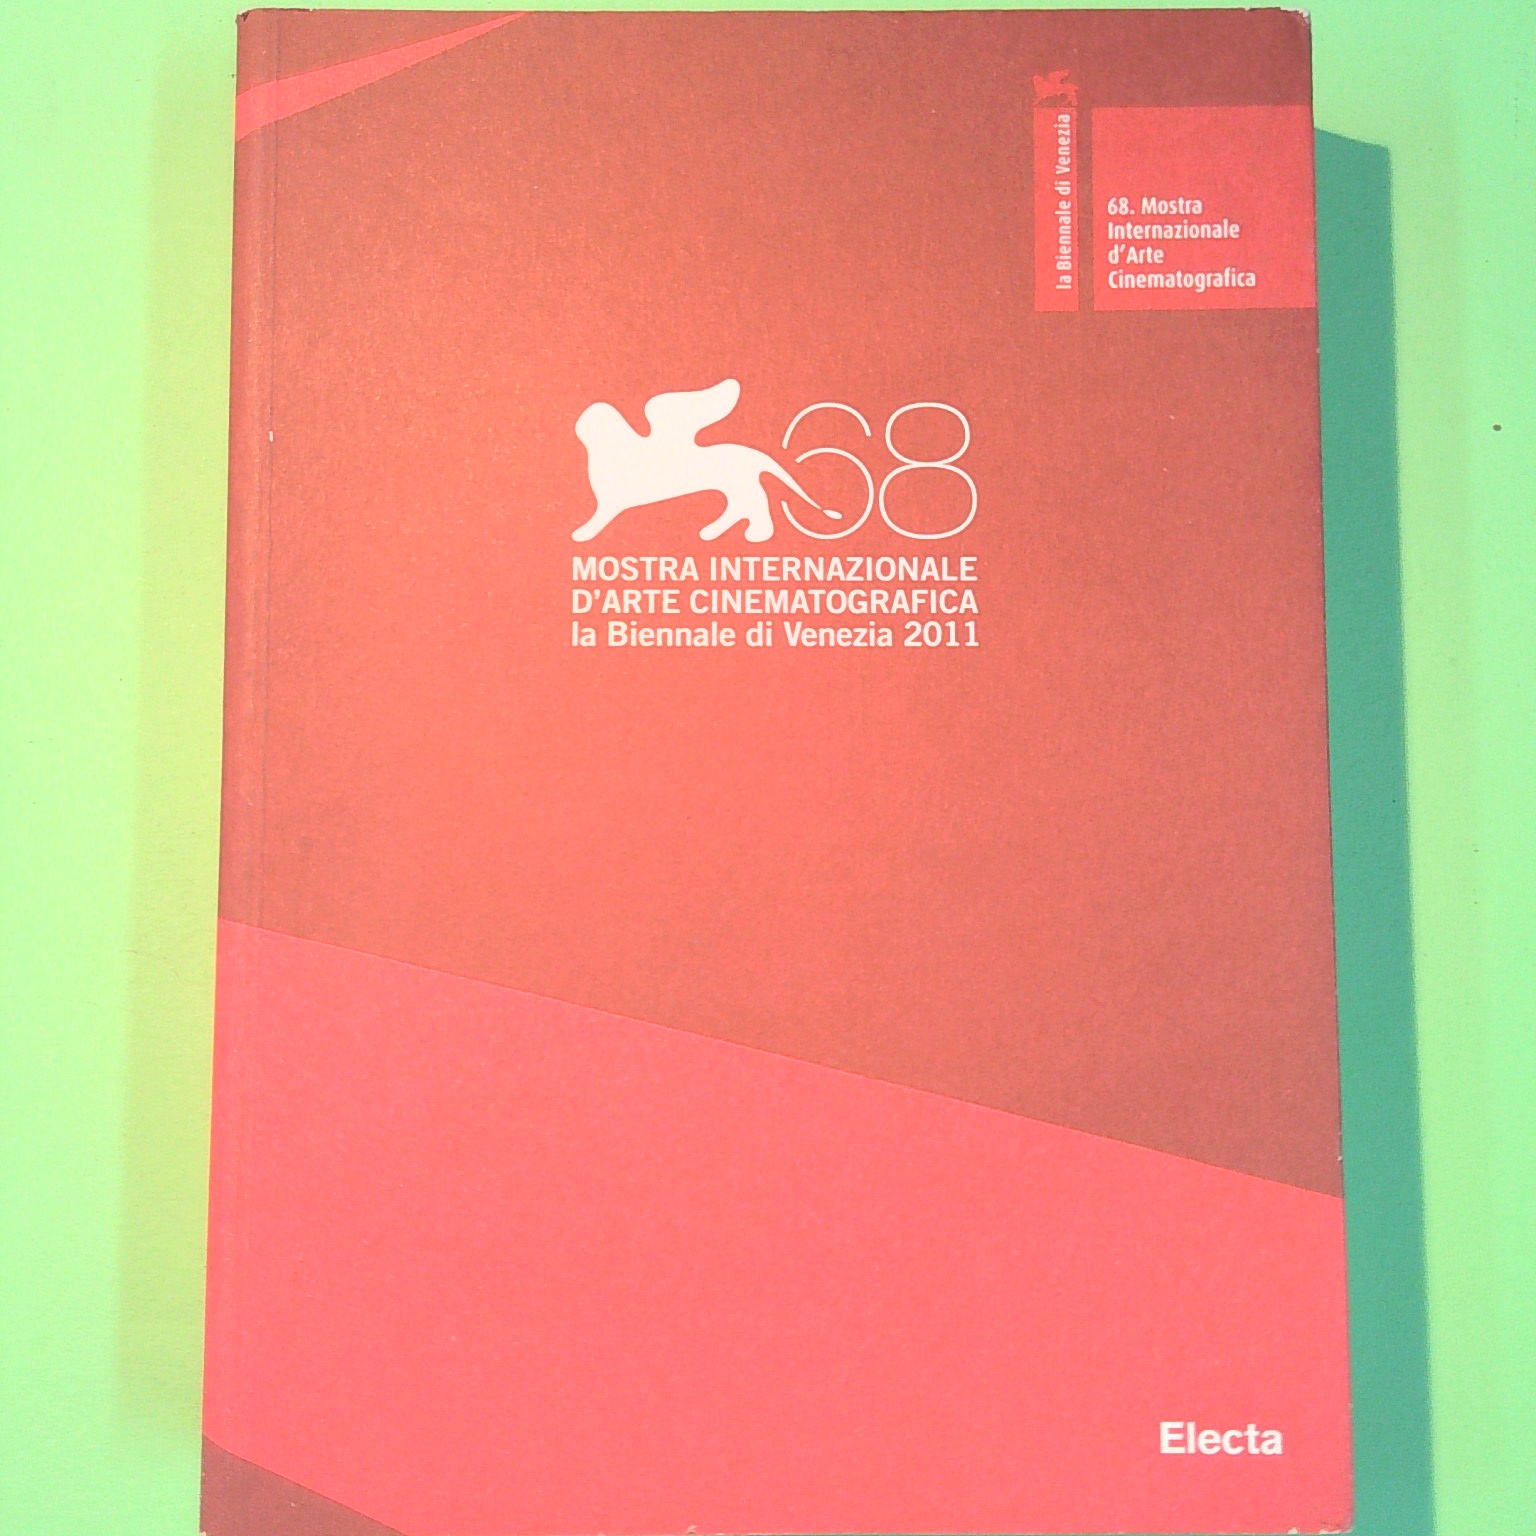 la Biennale di Venezia
68. Mostra
Internazionale
d'Arte
Cinematografica
68
MOSTRA INTERNAZIONALE
D'ARTE CINEMATOGRAFICA
la Biennale di Venezia 2011
Electa